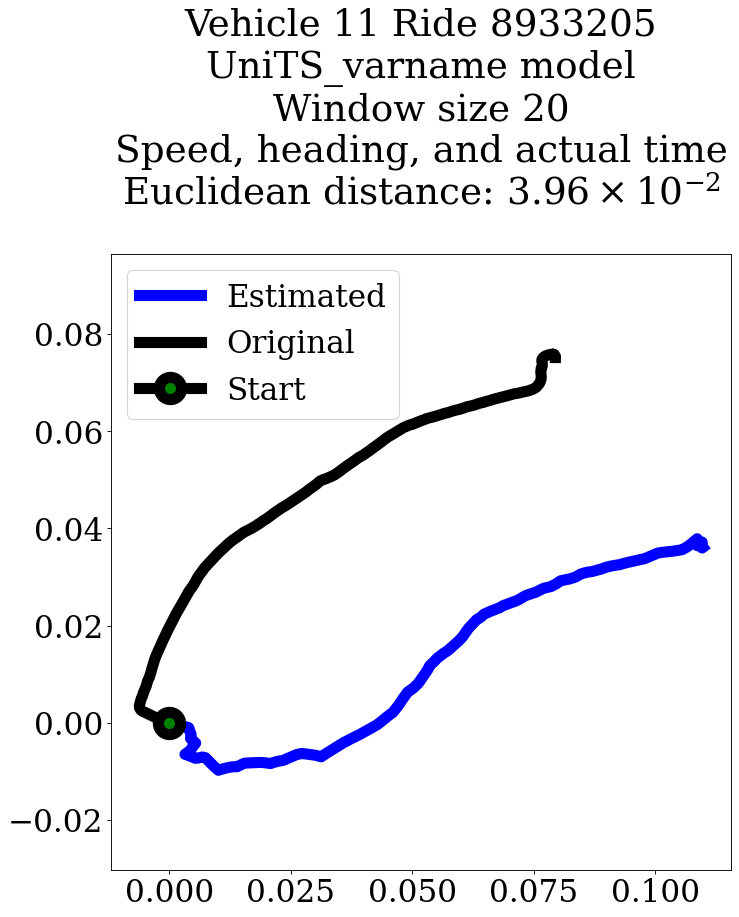 Vehicle 11 Ride 8933205
UniTS_varname model
Window size 20
Speed, heading, and actual time
Euclidean distance: 3.96 × 10⁻²
Estimated
Original
Start
0.08
0.06
0.04
0.02
0.00
−0.02
0.000 0.025 0.050 0.075 0.100